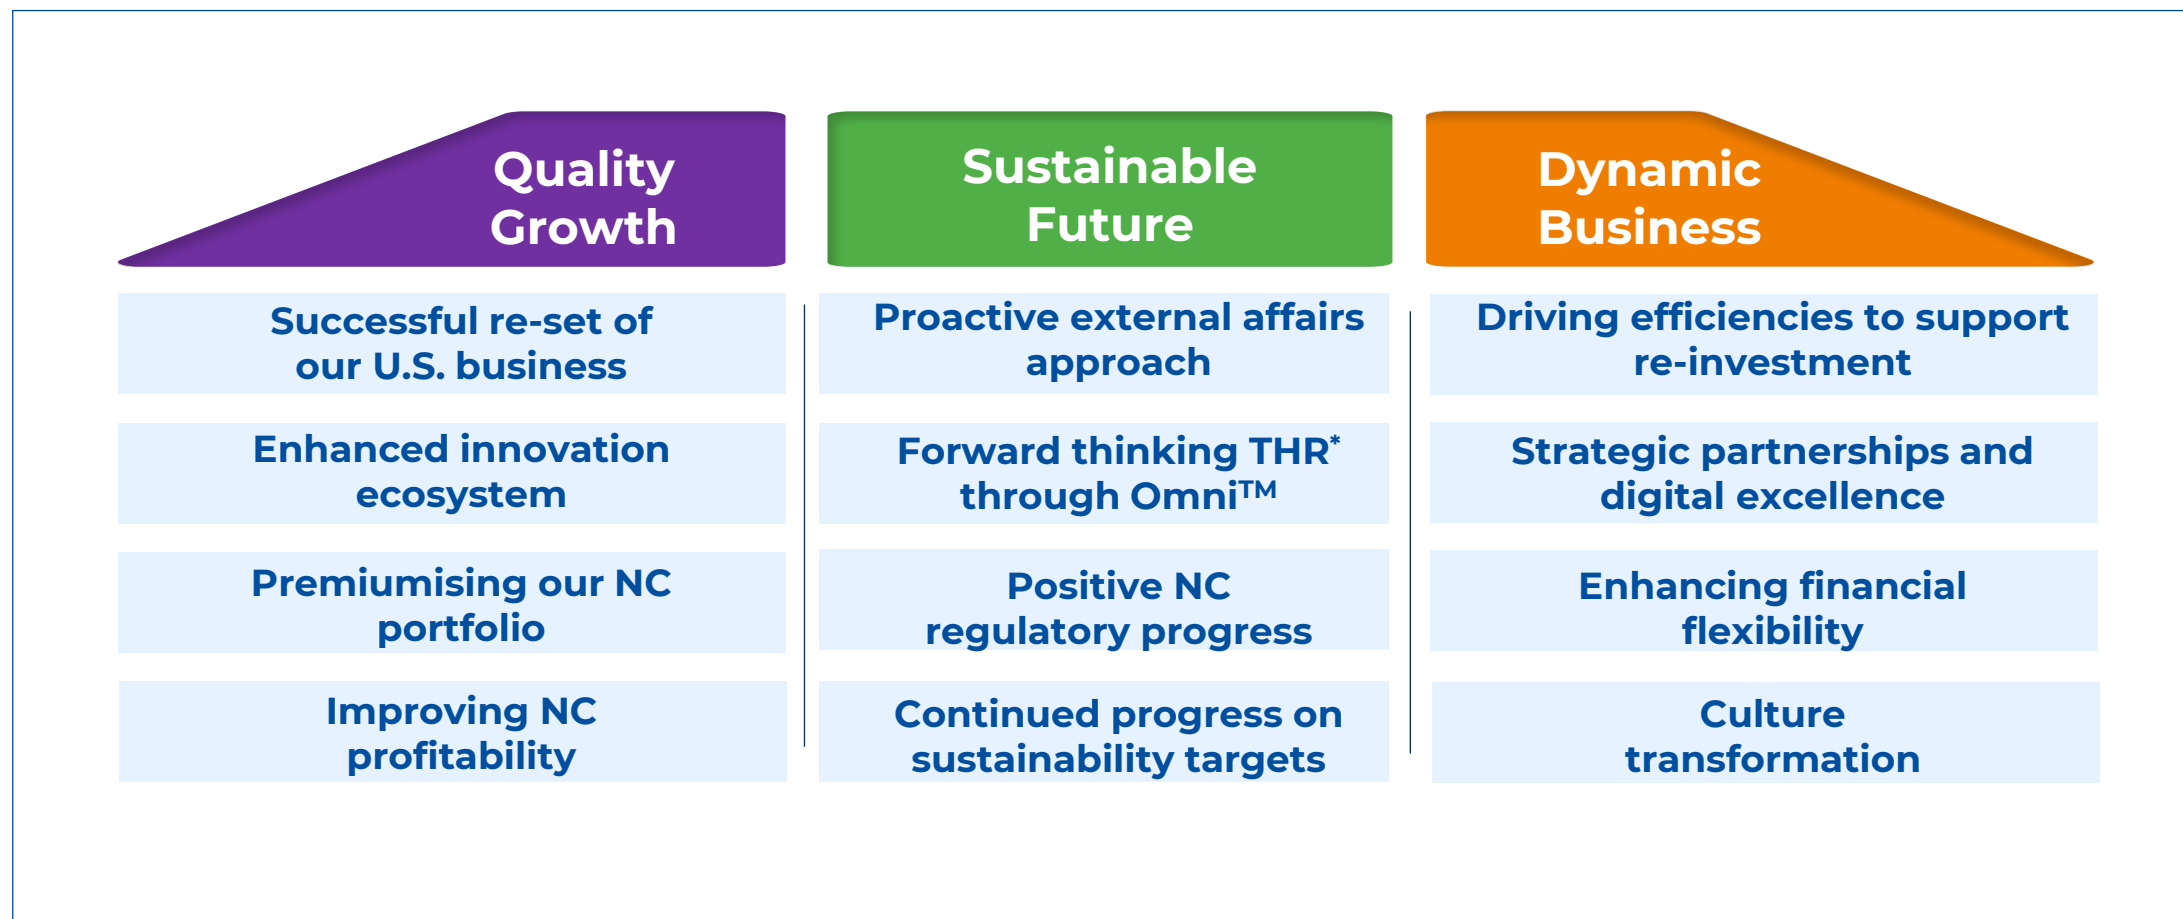 Quality
Growth
Successful re-set of
our U.S. business
Enhanced innovation
ecosystem
Premiumising our NC
portfolio
Improving NC
profitability
Sustainable
Future
Proactive external affairs
approach
Forward thinking THR*
through Omni™
Positive NC
regulatory progress
Continued progress on
sustainability targets
Dynamic
Business
Driving efficiencies to support
re-investment
Strategic partnerships and
digital excellence
Enhancing financial
flexibility
Culture
transformation